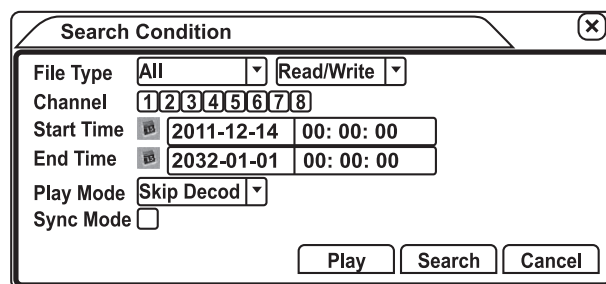 Search Condition
File Type All Read/Write
Channel 1 2 3 4 5 6 7 8
Start Time 2011-12-14 00: 00: 00
End Time 2032-01-01 00: 00: 00
Play Mode Skip Decod
Sync Mode
Play Search Cancel